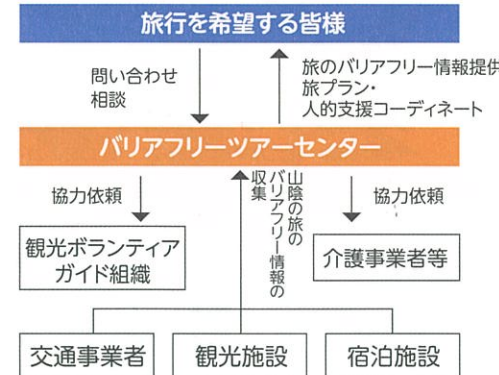 旅行を希望する皆様
問い合わせ
相談
旅のバリアフリー情報提供
旅プラン・
人的支援コーディネート
バリアフリーツアーセンター
協力依頼
山陰の旅の
バリアフリー情報の
収集
協力依頼
観光ボランティア
ガイド組織
介護事業者等
交通事業者
観光施設
宿泊施設